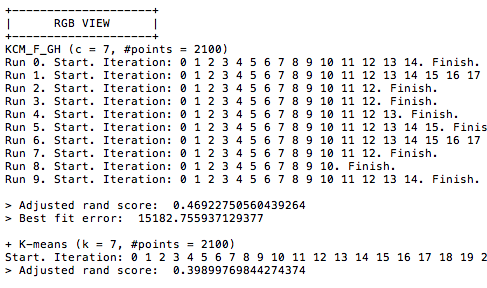 +--------------------+
|      RGB VIEW      |
+--------------------+
KCM_F_GH (c = 7, #points = 2100)
Run 0. Start. Iteration: 0 1 2 3 4 5 6 7 8 9 10 11 12 13 14. Finish.
Run 1. Start. Iteration: 0 1 2 3 4 5 6 7 8 9 10 11 12 13 14 15 16 17
Run 2. Start. Iteration: 0 1 2 3 4 5 6 7 8 9 10 11 12. Finish.
Run 3. Start. Iteration: 0 1 2 3 4 5 6 7 8 9 10 11 12. Finish.
Run 4. Start. Iteration: 0 1 2 3 4 5 6 7 8 9 10 11 12 13. Finish.
Run 5. Start. Iteration: 0 1 2 3 4 5 6 7 8 9 10 11 12 13 14 15. Finis
Run 6. Start. Iteration: 0 1 2 3 4 5 6 7 8 9 10 11 12 13 14 15 16 17
Run 7. Start. Iteration: 0 1 2 3 4 5 6 7 8 9 10 11 12. Finish.
Run 8. Start. Iteration: 0 1 2 3 4 5 6 7 8 9 10. Finish.
Run 9. Start. Iteration: 0 1 2 3 4 5 6 7 8 9 10 11 12 13 14. Finish.
> Adjusted rand score:  0.46922750560439264
> Best fit error:  15182.755937129377
+ K-means (k = 7, #points = 2100)
Start. Iteration: 0 1 2 3 4 5 6 7 8 9 10 11 12 13 14 15 16 17 18 19 2
> Adjusted rand score:  0.39899769844274374